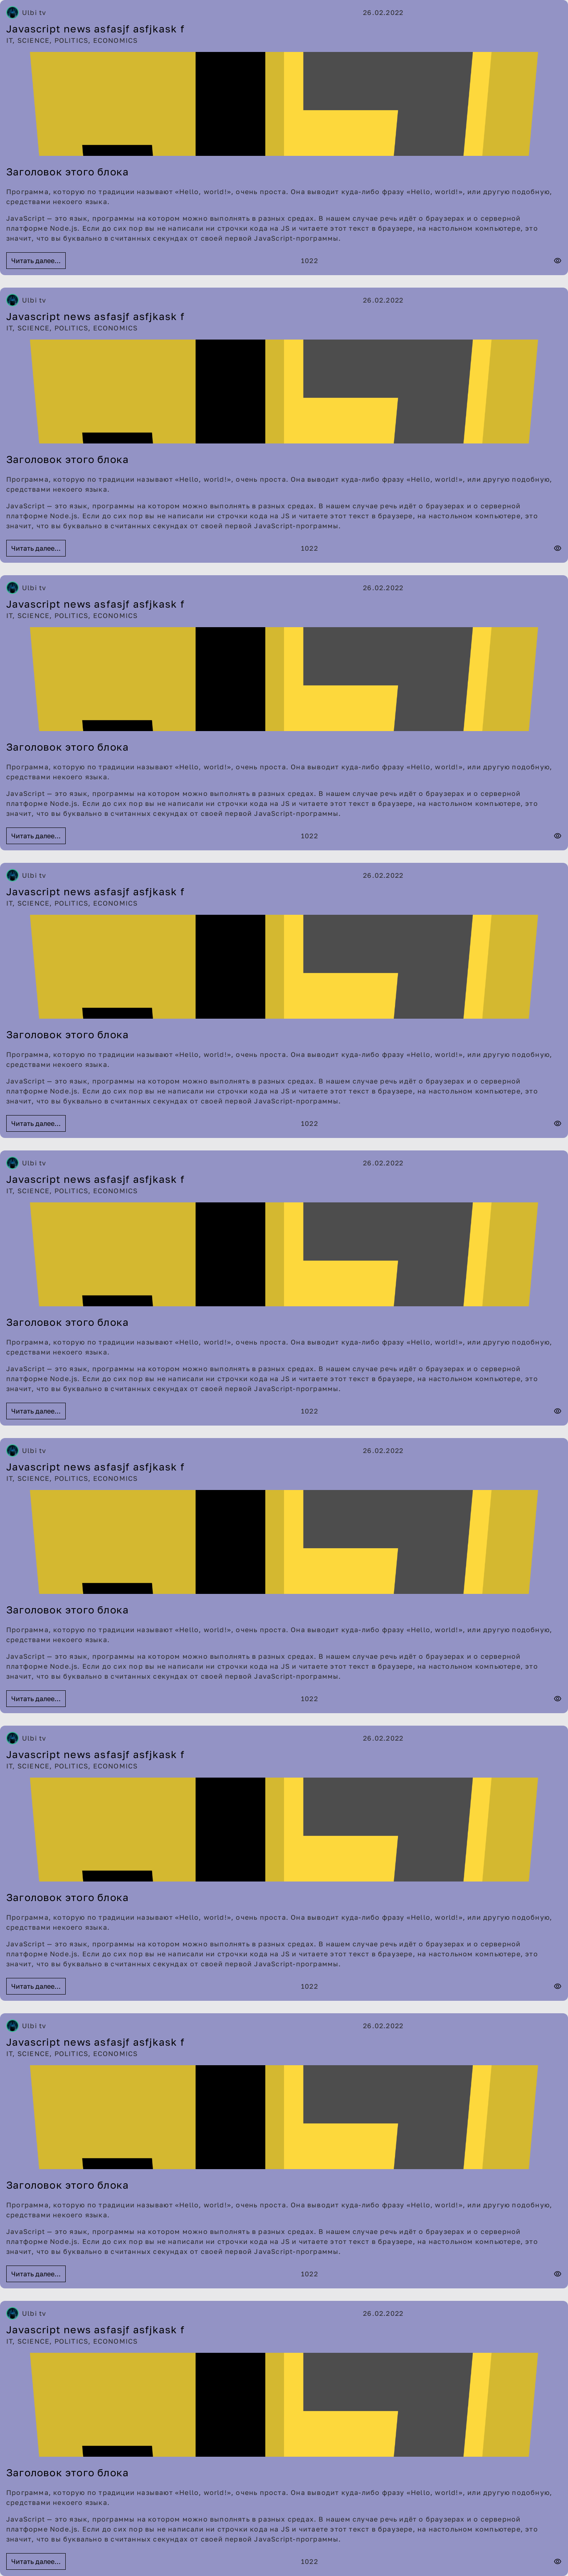 Ulbi tv 26.02.2022
Javascript news asfasjf asfjkask f
IT, SCIENCE, POLITICS, ECONOMICS
Заголовок этого блока
Программа, которую по традиции называют «Hello, world!», очень проста. Она выводит куда-либо фразу «Hello, world!», или другую подобную,
средствами некоего языка.
JavaScript — это язык, программы на котором можно выполнять в разных средах. В нашем случае речь идёт о браузерах и о серверной
платформе Node.js. Если до сих пор вы не написали ни строчки кода на JS и читаете этот текст в браузере, на настольном компьютере, это
значит, что вы буквально в считанных секундах от своей первой JavaScript-программы.
Читать далее... 1022
Ulbi tv 26.02.2022
Javascript news asfasjf asfjkask f
IT, SCIENCE, POLITICS, ECONOMICS
Заголовок этого блока
Программа, которую по традиции называют «Hello, world!», очень проста. Она выводит куда-либо фразу «Hello, world!», или другую подобную,
средствами некоего языка.
JavaScript — это язык, программы на котором можно выполнять в разных средах. В нашем случае речь идёт о браузерах и о серверной
платформе Node.js. Если до сих пор вы не написали ни строчки кода на JS и читаете этот текст в браузере, на настольном компьютере, это
значит, что вы буквально в считанных секундах от своей первой JavaScript-программы.
Читать далее... 1022
Ulbi tv 26.02.2022
Javascript news asfasjf asfjkask f
IT, SCIENCE, POLITICS, ECONOMICS
Заголовок этого блока
Программа, которую по традиции называют «Hello, world!», очень проста. Она выводит куда-либо фразу «Hello, world!», или другую подобную,
средствами некоего языка.
JavaScript — это язык, программы на котором можно выполнять в разных средах. В нашем случае речь идёт о браузерах и о серверной
платформе Node.js. Если до сих пор вы не написали ни строчки кода на JS и читаете этот текст в браузере, на настольном компьютере, это
значит, что вы буквально в считанных секундах от своей первой JavaScript-программы.
Читать далее... 1022
Ulbi tv 26.02.2022
Javascript news asfasjf asfjkask f
IT, SCIENCE, POLITICS, ECONOMICS
Заголовок этого блока
Программа, которую по традиции называют «Hello, world!», очень проста. Она выводит куда-либо фразу «Hello, world!», или другую подобную,
средствами некоего языка.
JavaScript — это язык, программы на котором можно выполнять в разных средах. В нашем случае речь идёт о браузерах и о серверной
платформе Node.js. Если до сих пор вы не написали ни строчки кода на JS и читаете этот текст в браузере, на настольном компьютере, это
значит, что вы буквально в считанных секундах от своей первой JavaScript-программы.
Читать далее... 1022
Ulbi tv 26.02.2022
Javascript news asfasjf asfjkask f
IT, SCIENCE, POLITICS, ECONOMICS
Заголовок этого блока
Программа, которую по традиции называют «Hello, world!», очень проста. Она выводит куда-либо фразу «Hello, world!», или другую подобную,
средствами некоего языка.
JavaScript — это язык, программы на котором можно выполнять в разных средах. В нашем случае речь идёт о браузерах и о серверной
платформе Node.js. Если до сих пор вы не написали ни строчки кода на JS и читаете этот текст в браузере, на настольном компьютере, это
значит, что вы буквально в считанных секундах от своей первой JavaScript-программы.
Читать далее... 1022
Ulbi tv 26.02.2022
Javascript news asfasjf asfjkask f
IT, SCIENCE, POLITICS, ECONOMICS
Заголовок этого блока
Программа, которую по традиции называют «Hello, world!», очень проста. Она выводит куда-либо фразу «Hello, world!», или другую подобную,
средствами некоего языка.
JavaScript — это язык, программы на котором можно выполнять в разных средах. В нашем случае речь идёт о браузерах и о серверной
платформе Node.js. Если до сих пор вы не написали ни строчки кода на JS и читаете этот текст в браузере, на настольном компьютере, это
значит, что вы буквально в считанных секундах от своей первой JavaScript-программы.
Читать далее... 1022
Ulbi tv 26.02.2022
Javascript news asfasjf asfjkask f
IT, SCIENCE, POLITICS, ECONOMICS
Заголовок этого блока
Программа, которую по традиции называют «Hello, world!», очень проста. Она выводит куда-либо фразу «Hello, world!», или другую подобную,
средствами некоего языка.
JavaScript — это язык, программы на котором можно выполнять в разных средах. В нашем случае речь идёт о браузерах и о серверной
платформе Node.js. Если до сих пор вы не написали ни строчки кода на JS и читаете этот текст в браузере, на настольном компьютере, это
значит, что вы буквально в считанных секундах от своей первой JavaScript-программы.
Читать далее... 1022
Ulbi tv 26.02.2022
Javascript news asfasjf asfjkask f
IT, SCIENCE, POLITICS, ECONOMICS
Заголовок этого блока
Программа, которую по традиции называют «Hello, world!», очень проста. Она выводит куда-либо фразу «Hello, world!», или другую подобную,
средствами некоего языка.
JavaScript — это язык, программы на котором можно выполнять в разных средах. В нашем случае речь идёт о браузерах и о серверной
платформе Node.js. Если до сих пор вы не написали ни строчки кода на JS и читаете этот текст в браузере, на настольном компьютере, это
значит, что вы буквально в считанных секундах от своей первой JavaScript-программы.
Читать далее... 1022
Ulbi tv 26.02.2022
Javascript news asfasjf asfjkask f
IT, SCIENCE, POLITICS, ECONOMICS
Заголовок этого блока
Программа, которую по традиции называют «Hello, world!», очень проста. Она выводит куда-либо фразу «Hello, world!», или другую подобную,
средствами некоего языка.
JavaScript — это язык, программы на котором можно выполнять в разных средах. В нашем случае речь идёт о браузерах и о серверной
платформе Node.js. Если до сих пор вы не написали ни строчки кода на JS и читаете этот текст в браузере, на настольном компьютере, это
значит, что вы буквально в считанных секундах от своей первой JavaScript-программы.
Читать далее... 1022